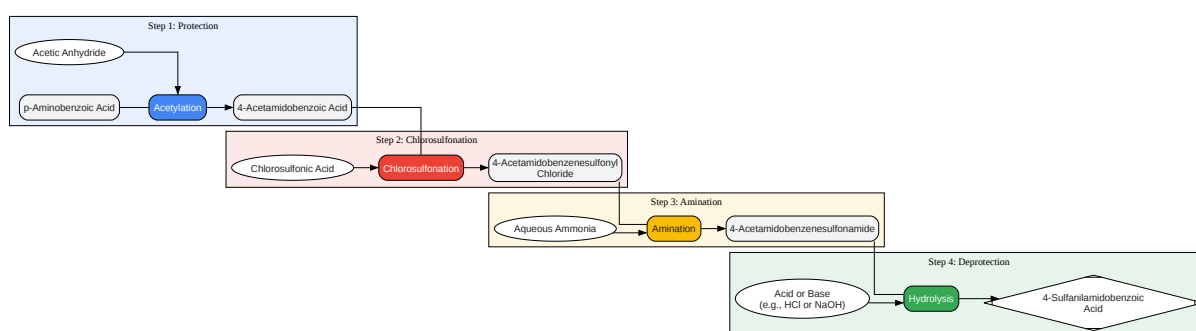 Step 1: Protection
Acetic Anhydride
p-Aminobenzoic Acid
Acetylation
4-Acetamidobenzoic Acid
Step 2: Chlorosulfonation
Chlorosulfonic Acid
Chlorosulfonation
4-Acetamidobenzenesulfonyl
Chloride
Step 3: Amination
Aqueous Ammonia
Amination
4-Acetamidobenzenesulfonamide
Step 4: Deprotection
Acid or Base
(e.g., HCl or NaOH)
Hydrolysis
4-Sulfanilamidobenzoic
Acid